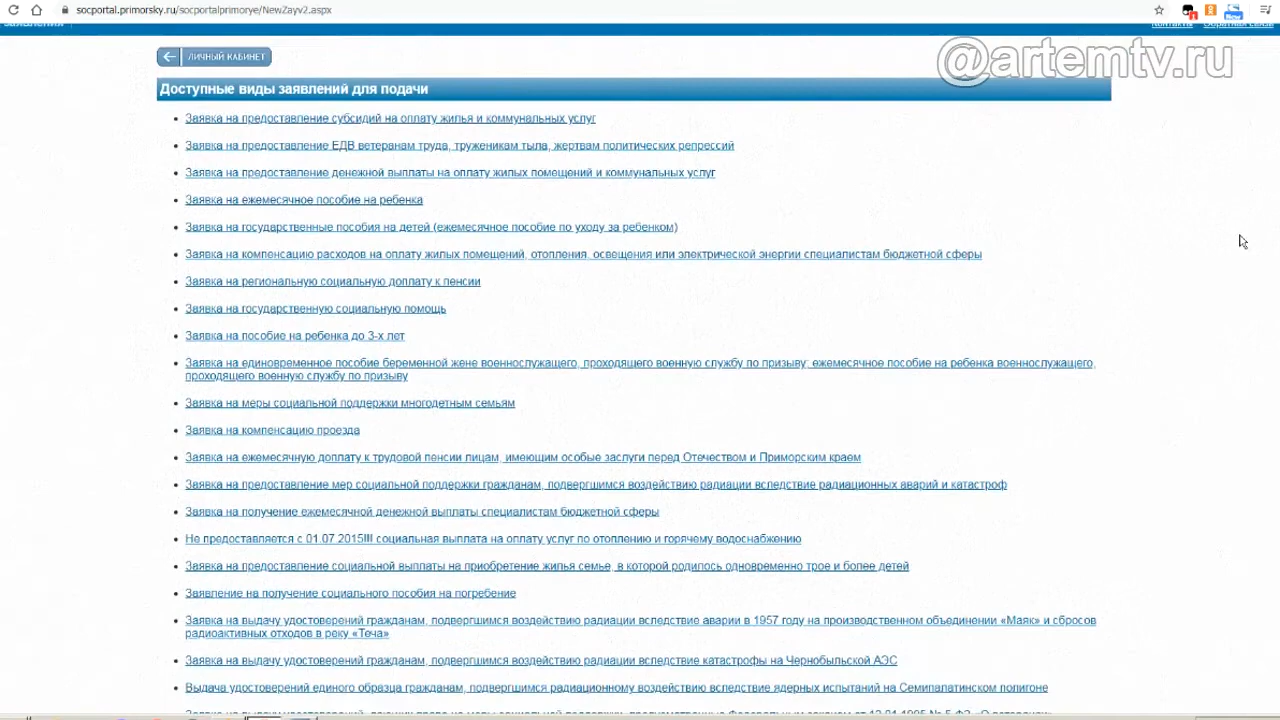 socportal.primorsky.ru/socportalprimorye/NewZayv2.aspx
Контакты Обратная связь
@artemtv.ru
ЛИЧНЫЙ КАБИНЕТ
Доступные виды заявлений для подачи
Заявка на предоставление субсидий на оплату жилья и коммунальных услуг
Заявка на предоставление ЕДВ ветеранам труда, труженикам тыла, жертвам политических репрессий
Заявка на предоставление денежной выплаты на оплату жилых помещений и коммунальных услуг
Заявка на ежемесячное пособие на ребенка
Заявка на государственные пособия на детей (ежемесячное пособие по уходу за ребенком)
Заявка на компенсацию расходов на оплату жилых помещений, отопления, освещения или электрической энергии специалистам бюджетной сферы
Заявка на региональную социальную доплату к пенсии
Заявка на государственную социальную помощь
Заявка на пособие на ребенка до 3-х лет
Заявка на единовременное пособие беременной жене военнослужащего, проходящего военную службу по призыву; ежемесячное пособие на ребенка военнослужащего,
проходящего военную службу по призыву
Заявка на меры социальной поддержки многодетным семьям
Заявка на компенсацию проезда
Заявка на ежемесячную доплату к трудовой пенсии лицам, имеющим особые заслуги перед Отечеством и Приморским краем
Заявка на предоставление мер социальной поддержки гражданам, подвергшимся воздействию радиации вследствие радиационных аварий и катастроф
Заявка на получение ежемесячной денежной выплаты специалистам бюджетной сферы
Не предоставляется с 01.07.2015!!! социальная выплата на оплату услуг по отоплению и горячему водоснабжению
Заявка на предоставление социальной выплаты на приобретение жилья семье, в которой родилось одновременно трое и более детей
Заявление на получение социального пособия на погребение
Заявка на выдачу удостоверений гражданам, подвергшимся воздействию радиации вследствие аварии в 1957 году на производственном объединении «Маяк» и сбросов
радиоактивных отходов в реку «Теча»
Заявка на выдачу удостоверений гражданам, подвергшимся воздействию радиации вследствие катастрофы на Чернобыльской АЭС
Выдача удостоверений единого образца гражданам, подвергшимся радиационному воздействию вследствие ядерных испытаний на Семипалатинском полигоне